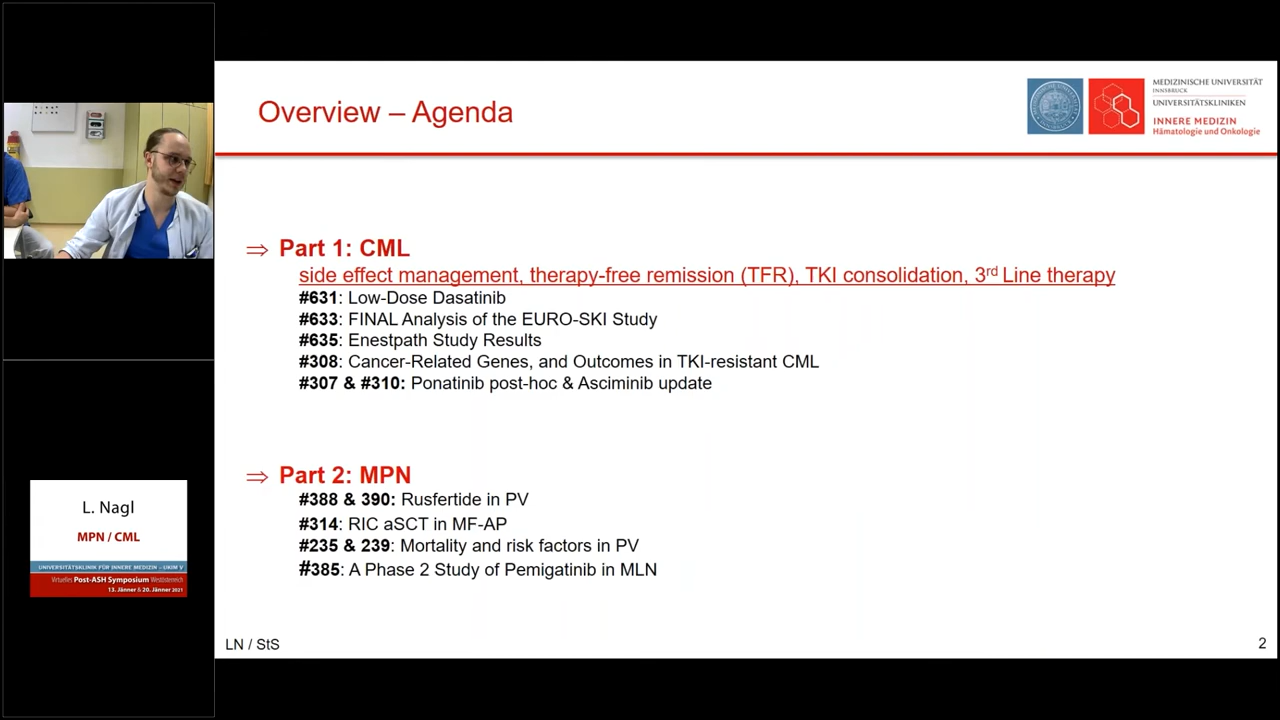 Overview – Agenda
MEDIZINISCHE UNIVERSITÄT
INNSBRUCK
UNIVERSITÄTSKLINIKEN
INNERE MEDIZIN
Hämatologie und Onkologie
⇒ Part 1: CML
side effect management, therapy-free remission (TFR), TKI consolidation, 3rd Line therapy
#631: Low-Dose Dasatinib
#633: FINAL Analysis of the EURO-SKI Study
#635: Enestpath Study Results
#308: Cancer-Related Genes, and Outcomes in TKI-resistant CML
#307 & #310: Ponatinib post-hoc & Asciminib update
⇒ Part 2: MPN
#388 & 390: Rusfertide in PV
#314: RIC aSCT in MF-AP
#235 & 239: Mortality and risk factors in PV
#385: A Phase 2 Study of Pemigatinib in MLN
LN / StS
2
L. Nagl
MPN / CML
UNIVERSITÄTSKLINIK FÜR INNERE MEDIZIN – UKIM V
Virtuelles Post-ASH Symposium Westösterreich
13. Jänner & 20. Jänner 2021